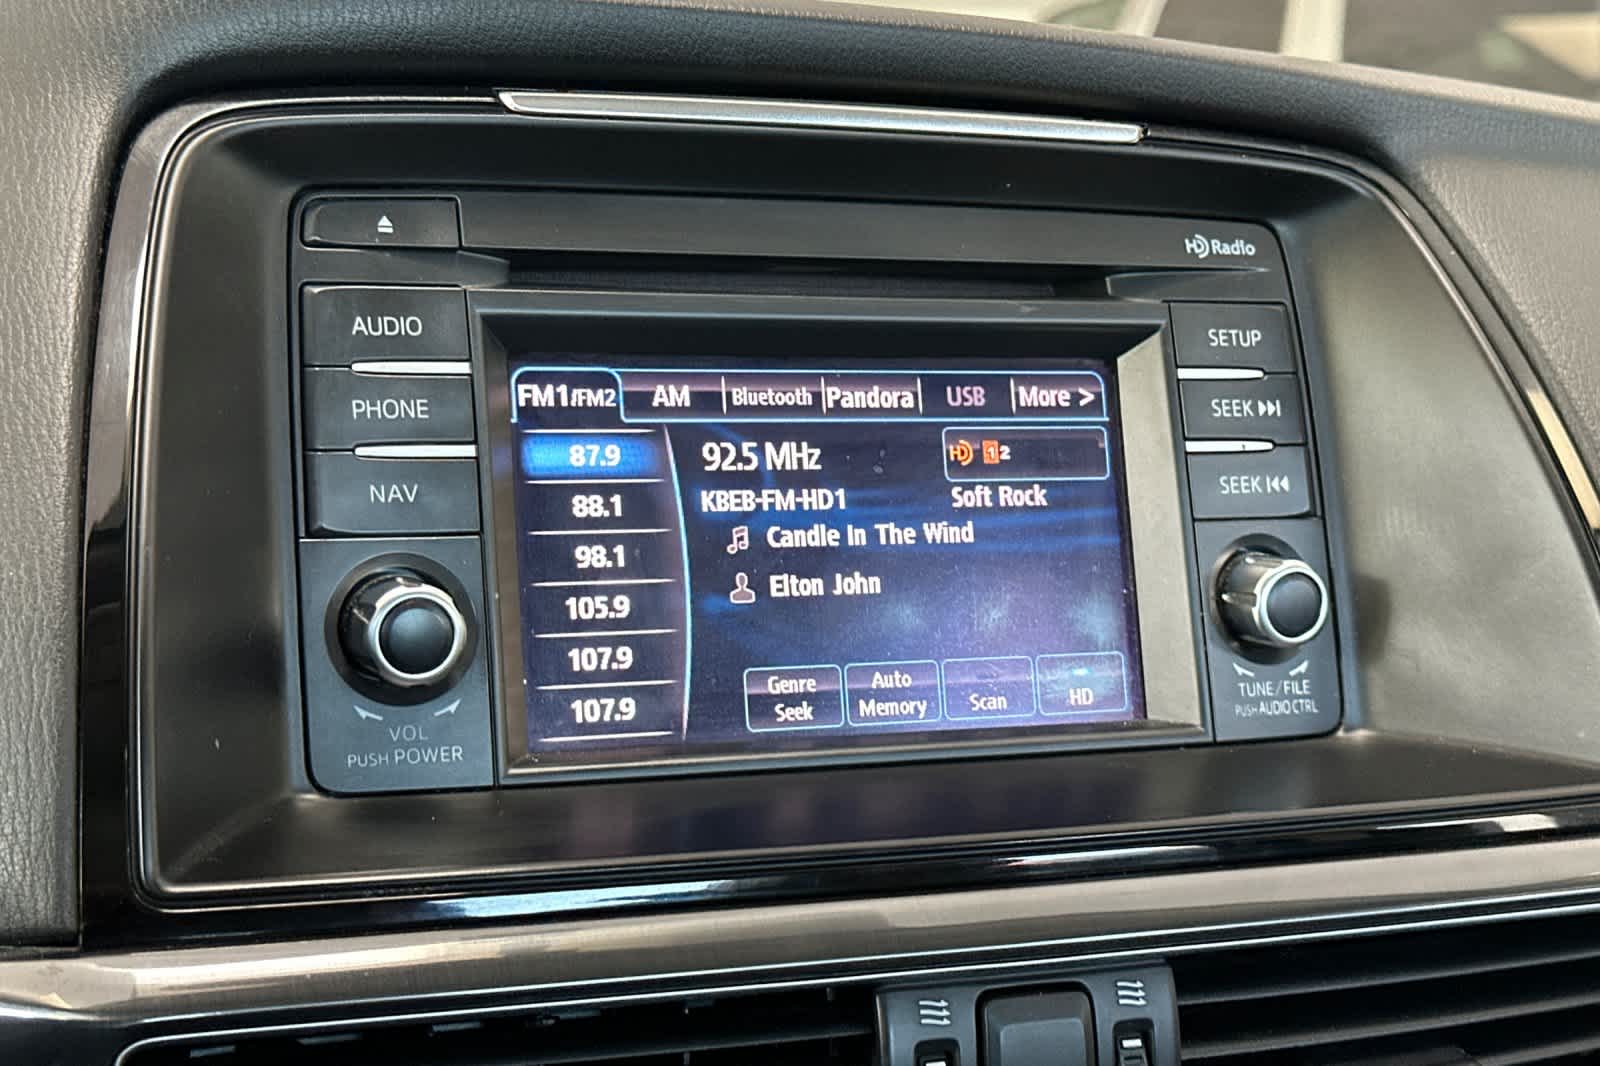 HD Radio
AUDIO
PHONE
NAV
VOL
PUSH POWER
FM1/FM2 AM Bluetooth Pandora USB More >
87.9
88.1
98.1
105.9
107.9
107.9
92.5 MHz
HD 1 2
KBEB-FM-HD1
Soft Rock
Candle In The Wind
Elton John
Genre
Seek
Auto
Memory
Scan
HD
SETUP
SEEK
SEEK
TUNE/FILE
PUSH AUDIO CTRL